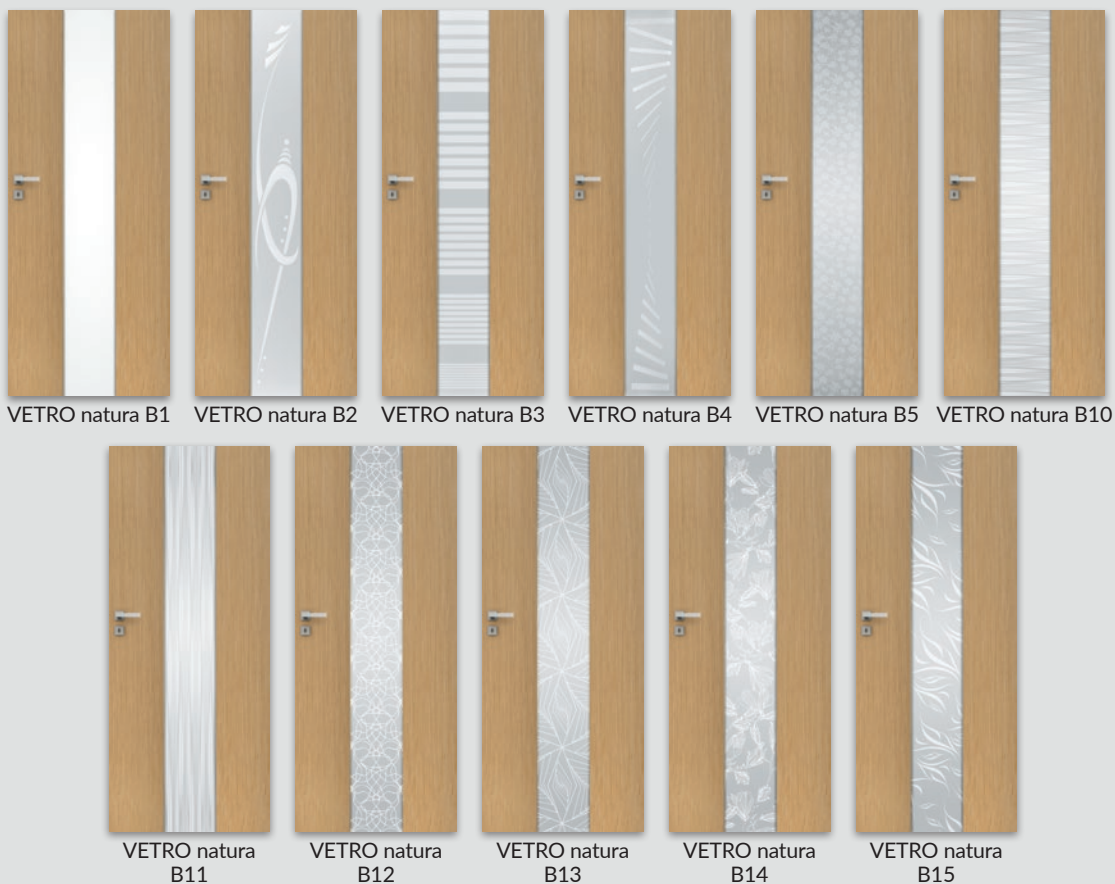 VETRO natura B1
VETRO natura B2
VETRO natura B3
VETRO natura B4
VETRO natura B5
VETRO natura B10
VETRO natura
B11
VETRO natura
B12
VETRO natura
B13
VETRO natura
B14
VETRO natura
B15